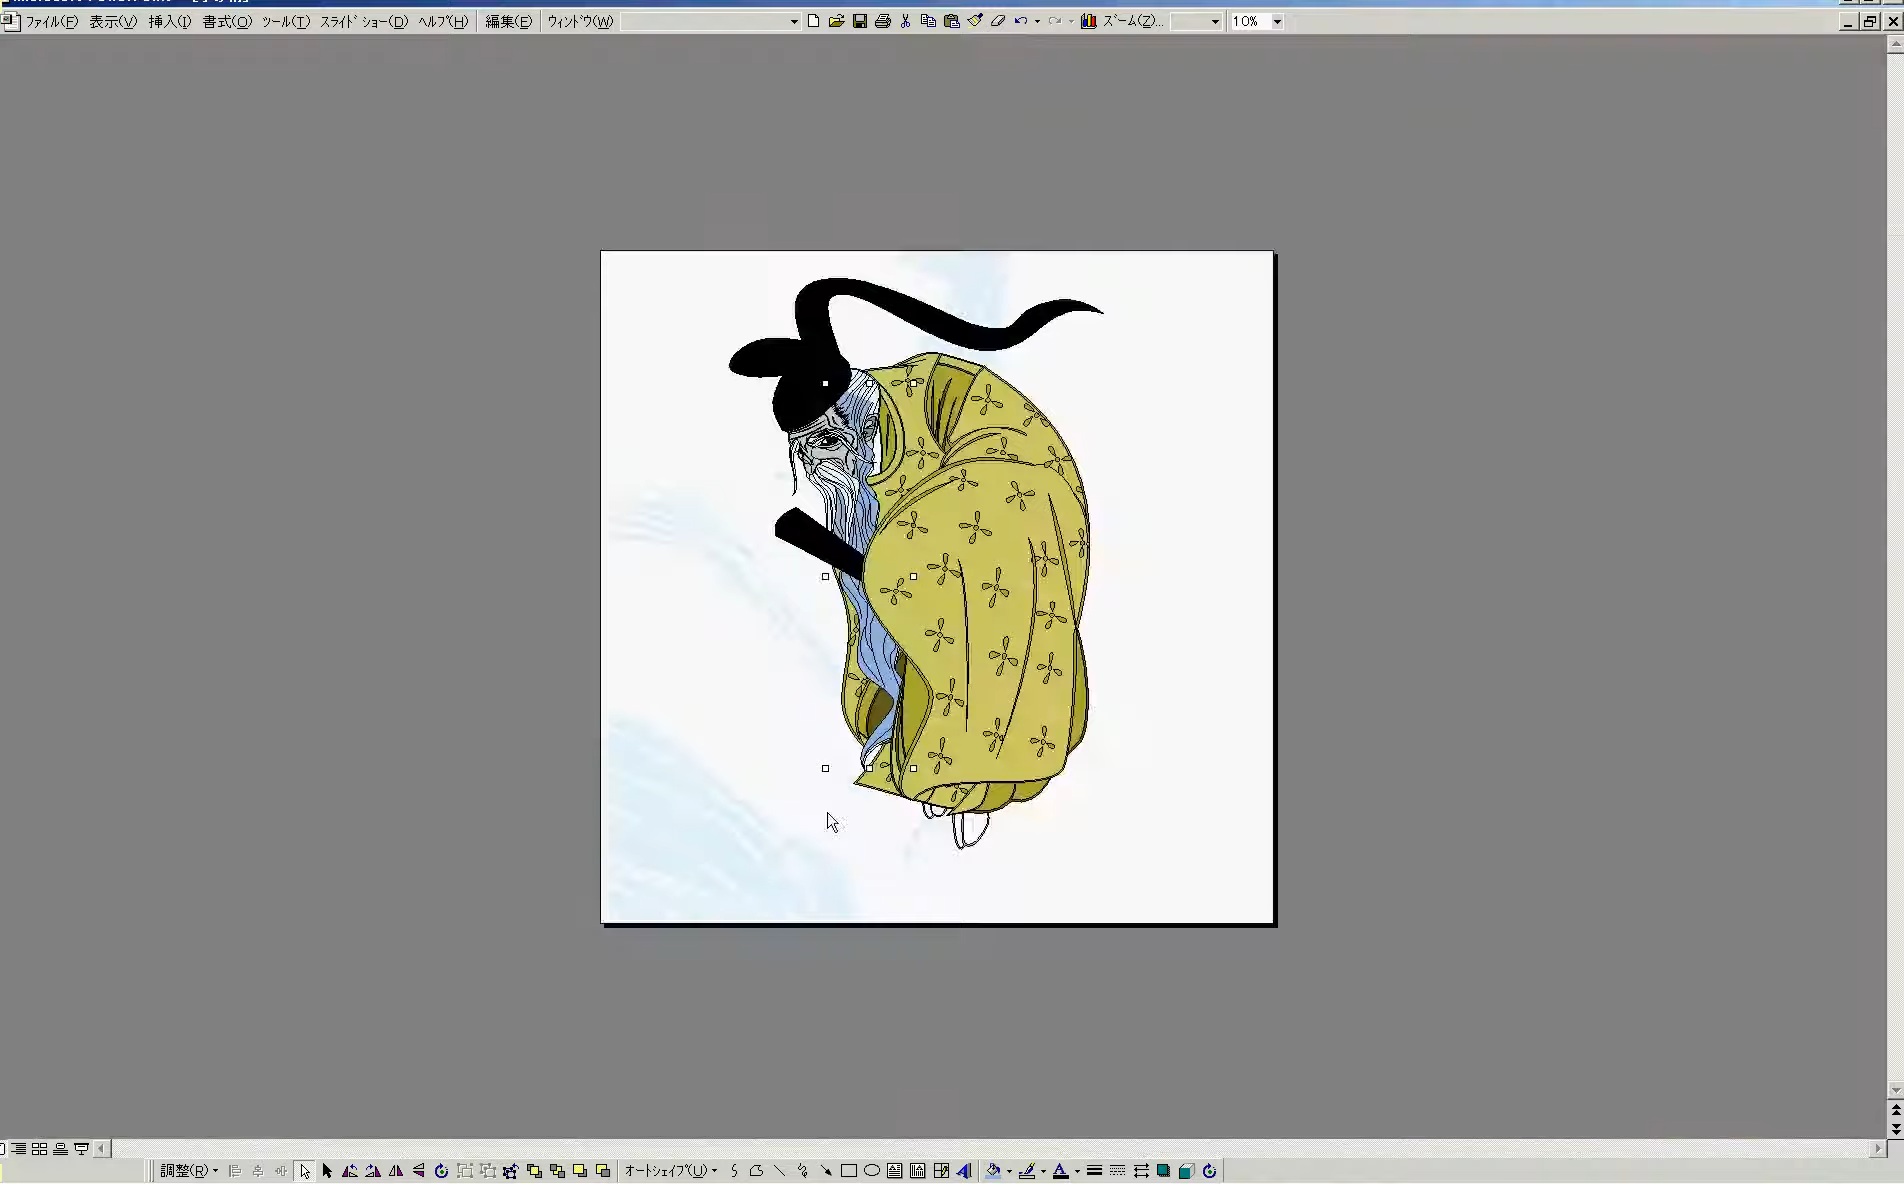 ファイル(F) 表示(V) 挿入(I) 書式(O) ツール(T) スライド ショー(D) ヘルプ(H) 編集(E) ウィンドウ(W) ズーム(Z)... 10%
調整(R) オートシェイプ(U)